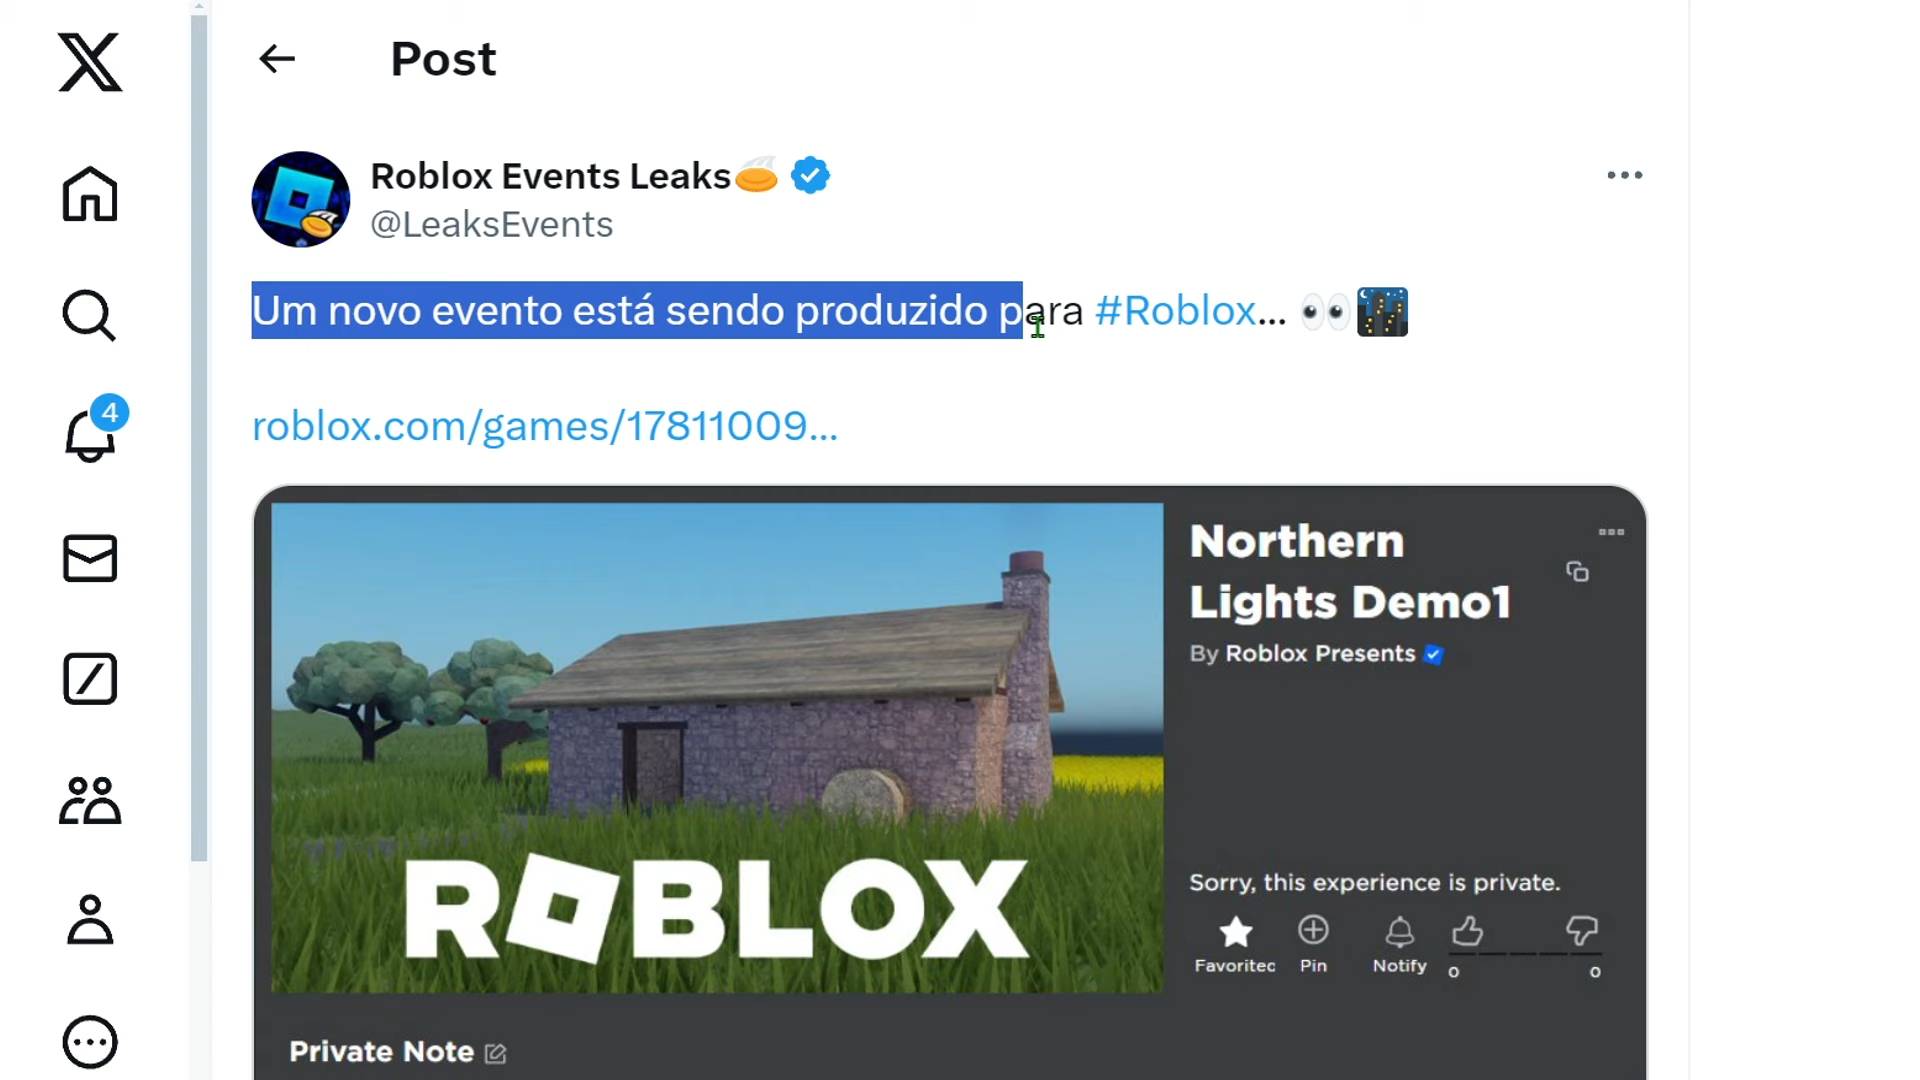 Post
Roblox Events Leaks
@LeaksEvents
Um novo evento está sendo produzido para #Roblox... 👀🌃
roblox.com/games/17811009...
4
Northern
Lights Demo1
By Roblox Presents
ROBLOX
Sorry, this experience is private.
Favorited Pin Notify
0 0
Private Note